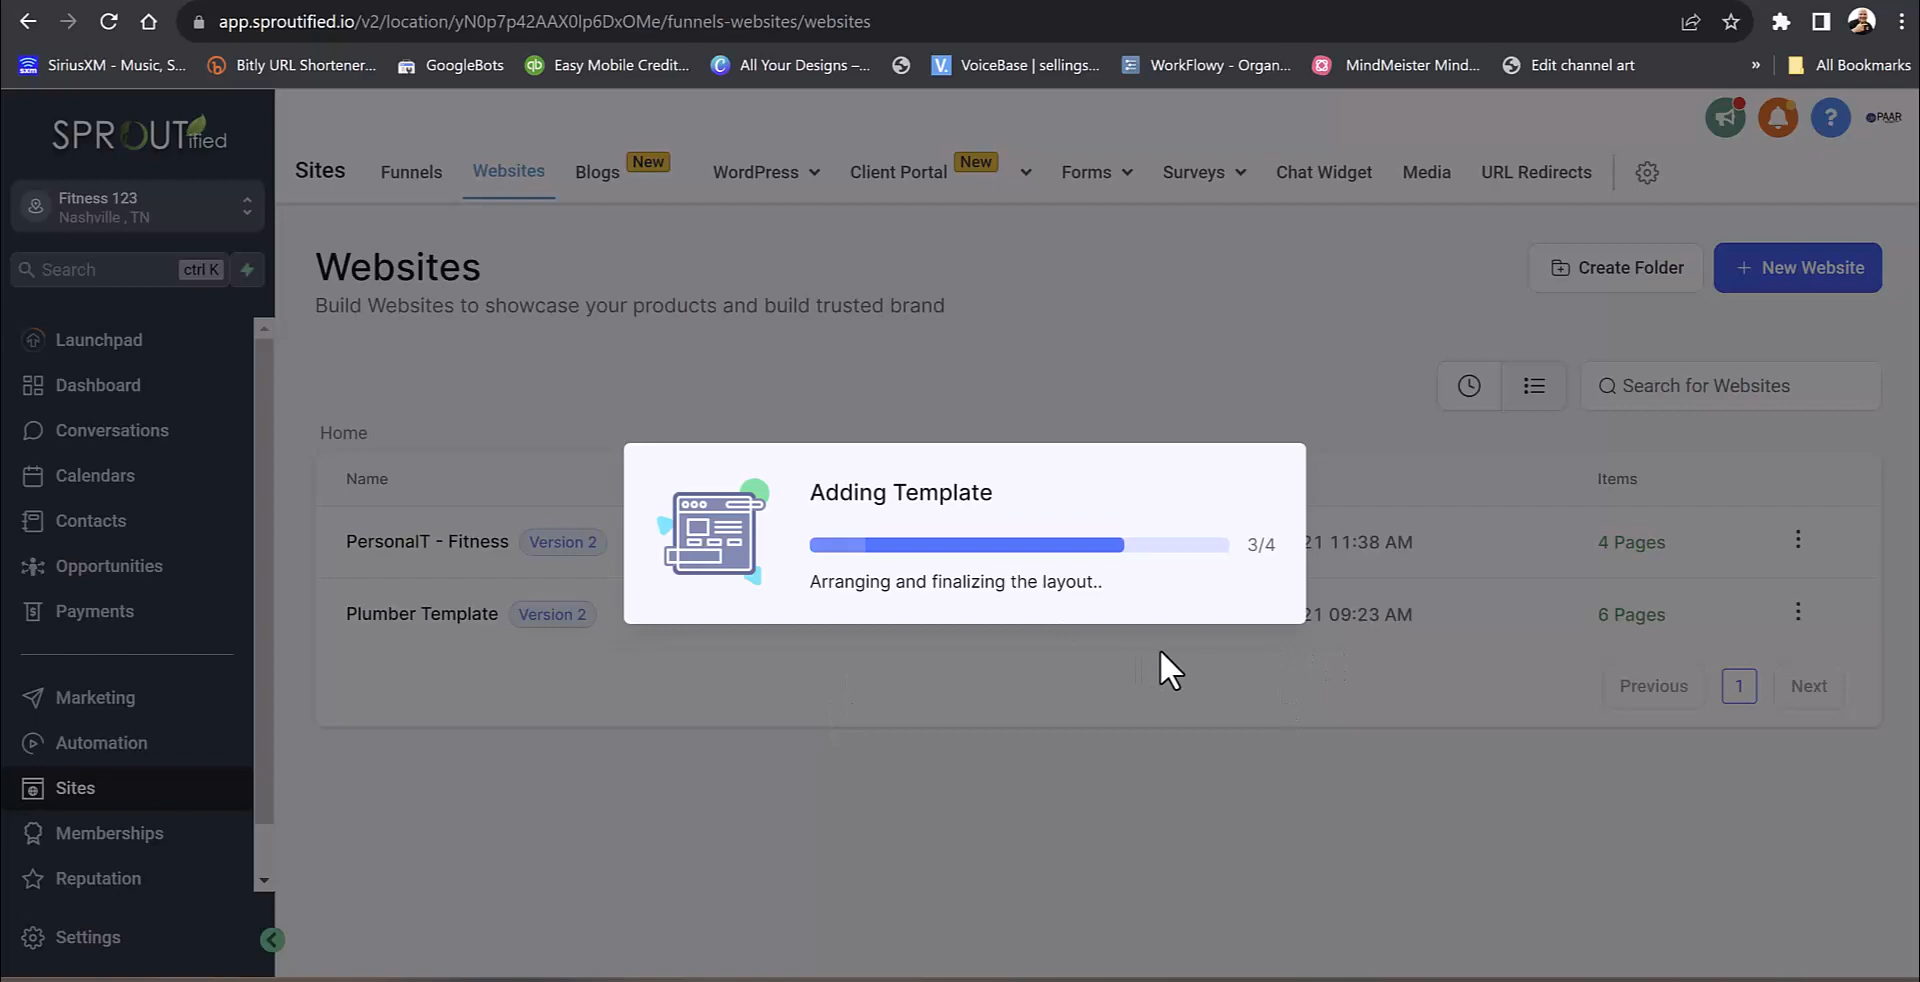 app.sproutified.io/v2/location/yN0p7p42AAX0lp6DxOMe/funnels-websites/websites
SiriusXM - Music, S...
Bitly URL Shortener...
GoogleBots
Easy Mobile Credit...
All Your Designs –...
VoiceBase | sellings...
WorkFlowy - Organ...
MindMeister Mind...
Edit channel art
»
All Bookmarks
SPROUTified
PAAR
Fitness 123
Nashville , TN
Search
ctrl K
Launchpad
Dashboard
Conversations
Calendars
Contacts
Opportunities
Payments
Marketing
Automation
Sites
Memberships
Reputation
Settings
Sites
Funnels
Websites
Blogs
New
WordPress
Client Portal
New
Forms
Surveys
Chat Widget
Media
URL Redirects
Websites
Build Websites to showcase your products and build trusted brand
Create Folder
+ New Website
Search for Websites
Home
Name
Items
PersonalT - Fitness
Version 2
21 11:38 AM
4 Pages
Plumber Template
Version 2
21 09:23 AM
6 Pages
Previous
1
Next
Adding Template
3/4
Arranging and finalizing the layout..